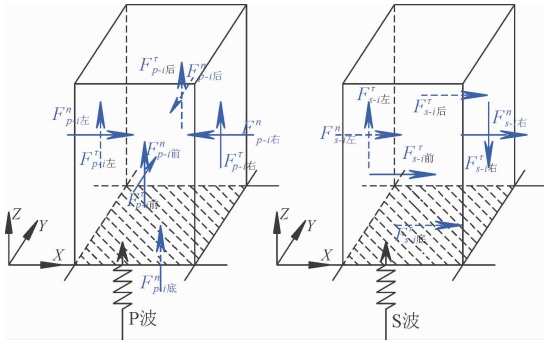 F^τ_{p-i后}
F^n_{p-i后}
F^n_{p-i左}
F^τ_{p-i左}
F^n_{p-i前}
F^τ_{p-i前}
F^n_{p-i右}
F^τ_{p-i右}
F^n_{p-i底}
Z
Y
X
P波
F^τ_{s-i左}
F^τ_{s-i后}
F^n_{s-i左}
F^n_{s-i右}
F^τ_{s-i前}
F^τ_{s-i右}
F^τ_{s-i底}
Z
Y
X
S波